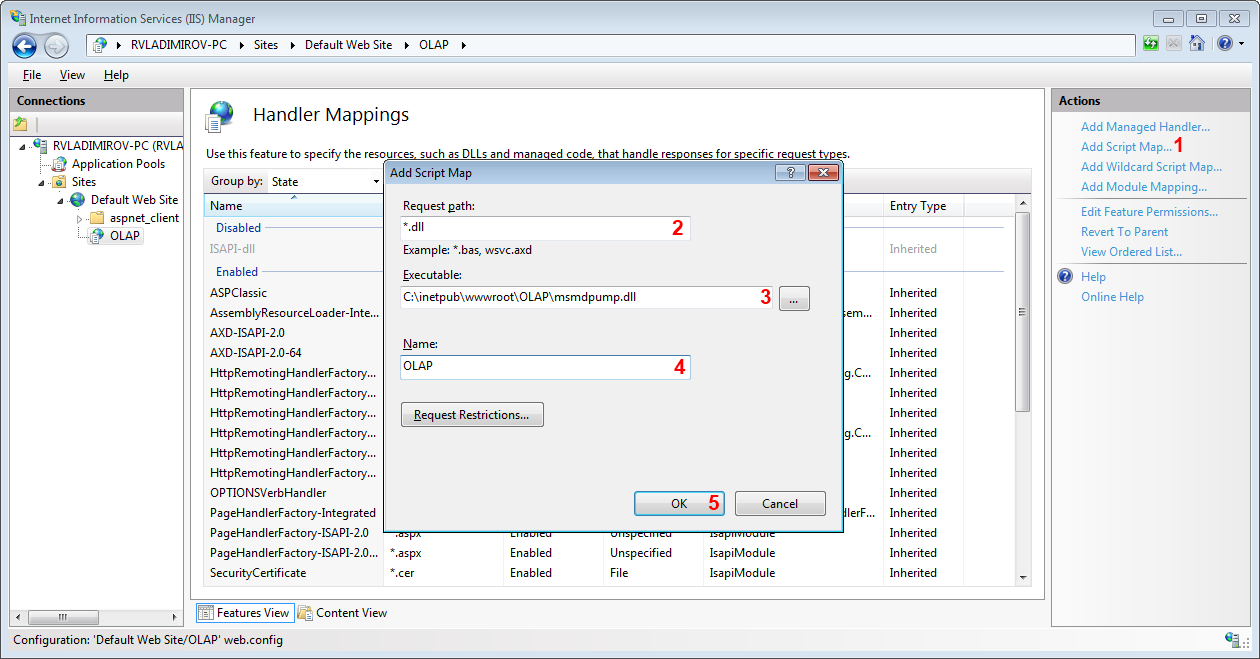 Internet Information Services (IIS) Manager
RVLADIMIROV-PC Sites Default Web Site OLAP
File View Help
Connections
RVLADIMIROV-PC (RVLA
Application Pools
Sites
Default Web Site
aspnet_client
OLAP
Handler Mappings
Use this feature to specify the resources, such as DLLs and managed code, that handle responses for specific request types.
Group by: State
Name Entry Type
Disabled
ISAPI-dll Inherited
Enabled
ASPClassic Inherited
AssemblyResourceLoader-Inte... sem... Inherited
AXD-ISAPI-2.0 Inherited
AXD-ISAPI-2.0-64 Inherited
HttpRemotingHandlerFactory... g.C... Inherited
HttpRemotingHandlerFactory... Inherited
HttpRemotingHandlerFactory... Inherited
HttpRemotingHandlerFactory... g.C... Inherited
HttpRemotingHandlerFactory... Inherited
HttpRemotingHandlerFactory... Inherited
OPTIONSVerbHandler Inherited
PageHandlerFactory-Integrated dlerF... Inherited
PageHandlerFactory-ISAPI-2.0 *.aspx Enabled Unspecified IsapiModule Inherited
PageHandlerFactory-ISAPI-2.0... *.aspx Enabled Unspecified IsapiModule Inherited
SecurityCertificate *.cer Enabled File IsapiModule Inherited
Add Script Map
?
Request path:
*.dll 2
Example: *.bas, wsvc.axd
Executable:
C:\inetpub\wwwroot\OLAP\msmdpump.dll 3 ...
Name:
OLAP 4
Request Restrictions...
OK 5 Cancel
Features View Content View
Actions
Add Managed Handler...
Add Script Map... 1
Add Wildcard Script Map...
Add Module Mapping...
Edit Feature Permissions...
Revert To Parent
View Ordered List...
Help
Online Help
Configuration: 'Default Web Site/OLAP' web.config